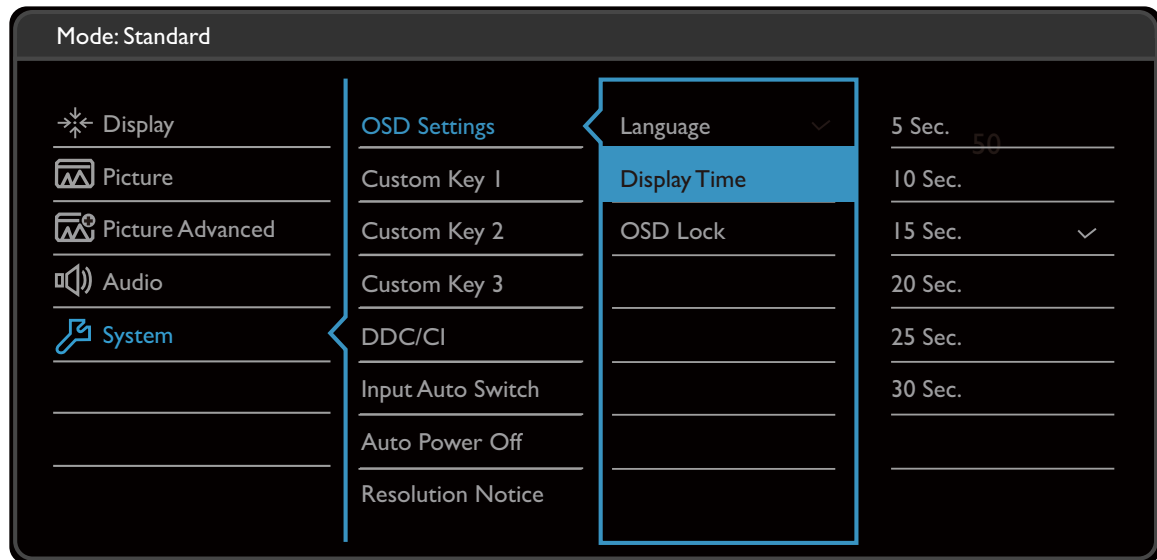 Mode: Standard
Display
Picture
Picture Advanced
Audio
System
OSD Settings
Custom Key 1
Custom Key 2
Custom Key 3
DDC/CI
Input Auto Switch
Auto Power Off
Resolution Notice
Language
Display Time
OSD Lock
5 Sec.
50
10 Sec.
15 Sec.
20 Sec.
25 Sec.
30 Sec.